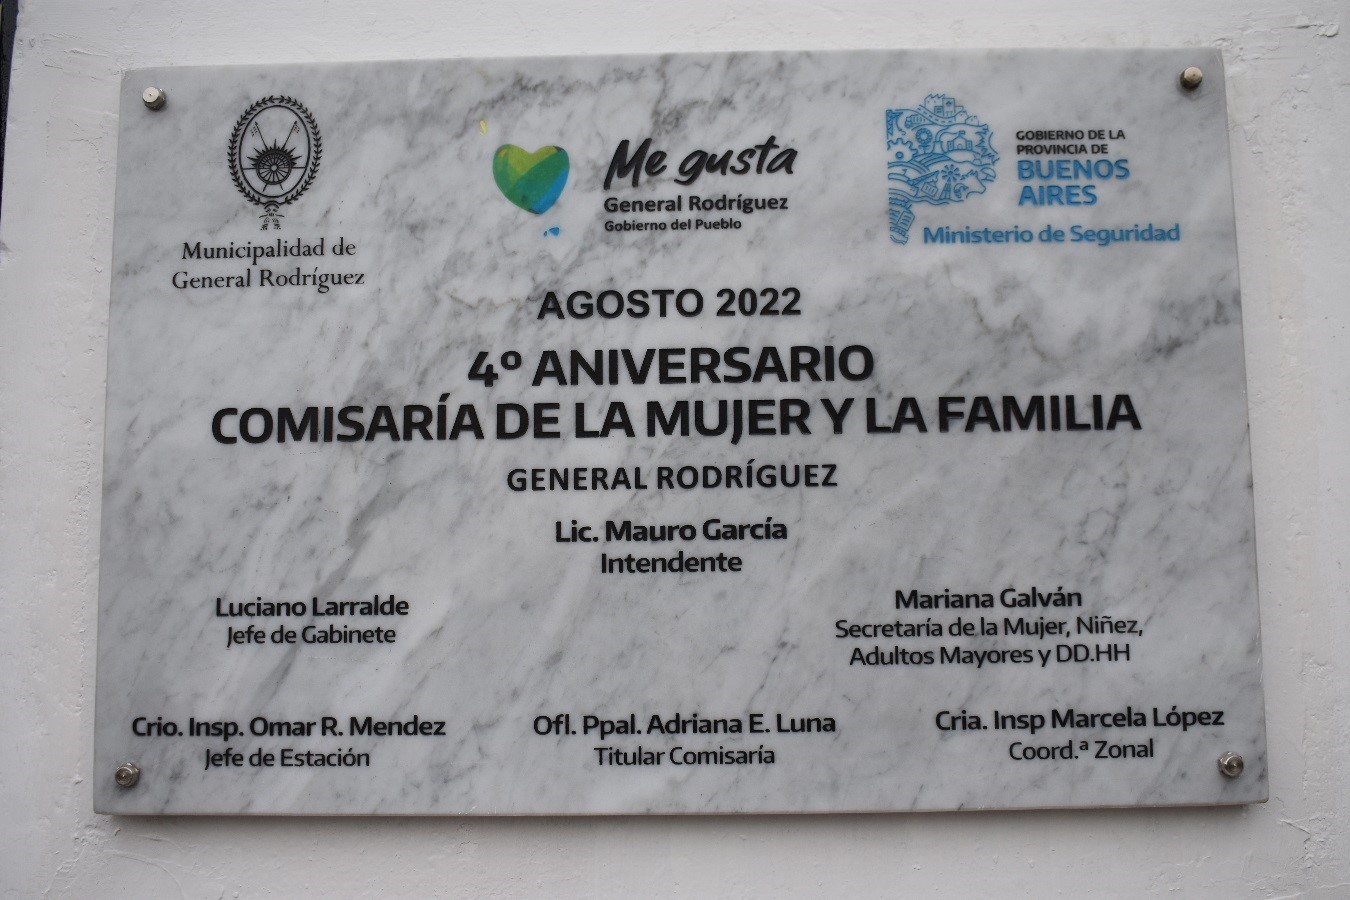 Municipalidad de
General Rodríguez
Me gusta
General Rodríguez
Gobierno del Pueblo
GOBIERNO DE LA
PROVINCIA DE
BUENOS
AIRES
Ministerio de Seguridad
AGOSTO 2022
4º ANIVERSARIO
COMISARÍA DE LA MUJER Y LA FAMILIA
GENERAL RODRÍGUEZ
Lic. Mauro García
Intendente
Luciano Larralde
Jefe de Gabinete
Mariana Galván
Secretaría de la Mujer, Niñez,
Adultos Mayores y DD.HH
Crio. Insp. Omar R. Mendez
Jefe de Estación
Ofl. Ppal. Adriana E. Luna
Titular Comisaría
Cria. Insp Marcela López
Coord.ª Zonal